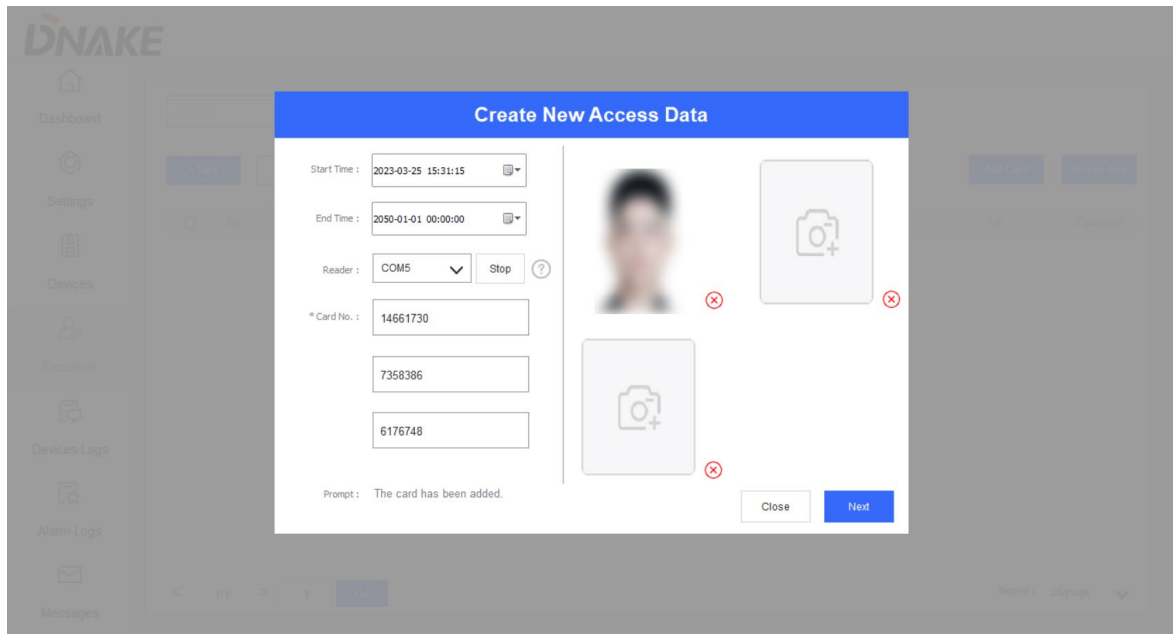 DNAKE
Dashboard
Settings
Devices
Devices Logs
Alarm Logs
Messages
Create New Access Data
Start Time : 2023-03-25 15:31:15
End Time : 2050-01-01 00:00:00
Reader : COM5 Stop ?
* Card No. : 14661730
7358386
6176748
Prompt : The card has been added.
Close Next